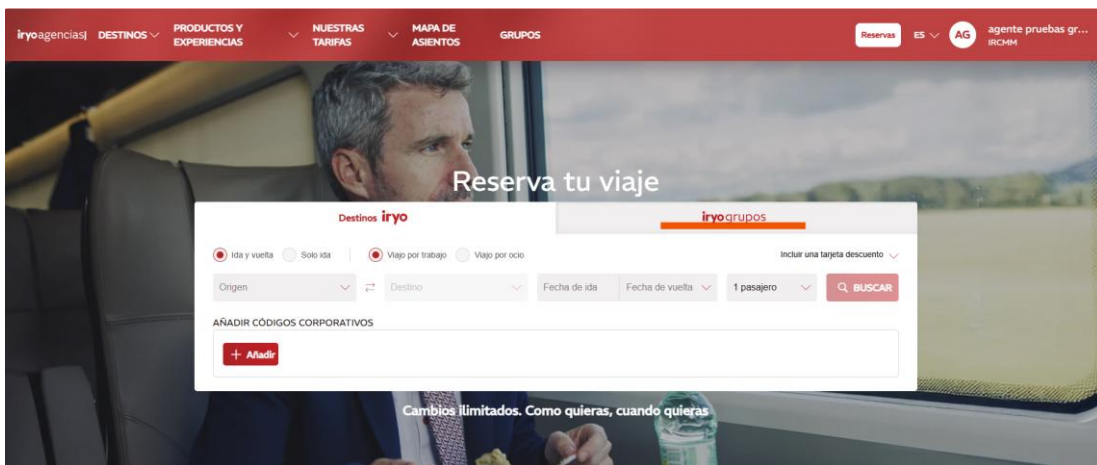 iryoagencias|
DESTINOS
PRODUCTOS Y
EXPERIENCIAS
NUESTRAS
TARIFAS
MAPA DE
ASIENTOS
GRUPOS
Reservas
ES
AG
agente pruebas gr...
IRCMM
Reserva tu viaje
Destinos iryo
iryogrupos
Ida y vuelta
Solo ida
Viajo por trabajo
Viajo por ocio
Incluir una tarjeta descuento
Origen
Destino
Fecha de ida
Fecha de vuelta
1 pasajero
BUSCAR
AÑADIR CÓDIGOS CORPORATIVOS
+ Añadir
Cambios ilimitados. Como quieras, cuando quieras